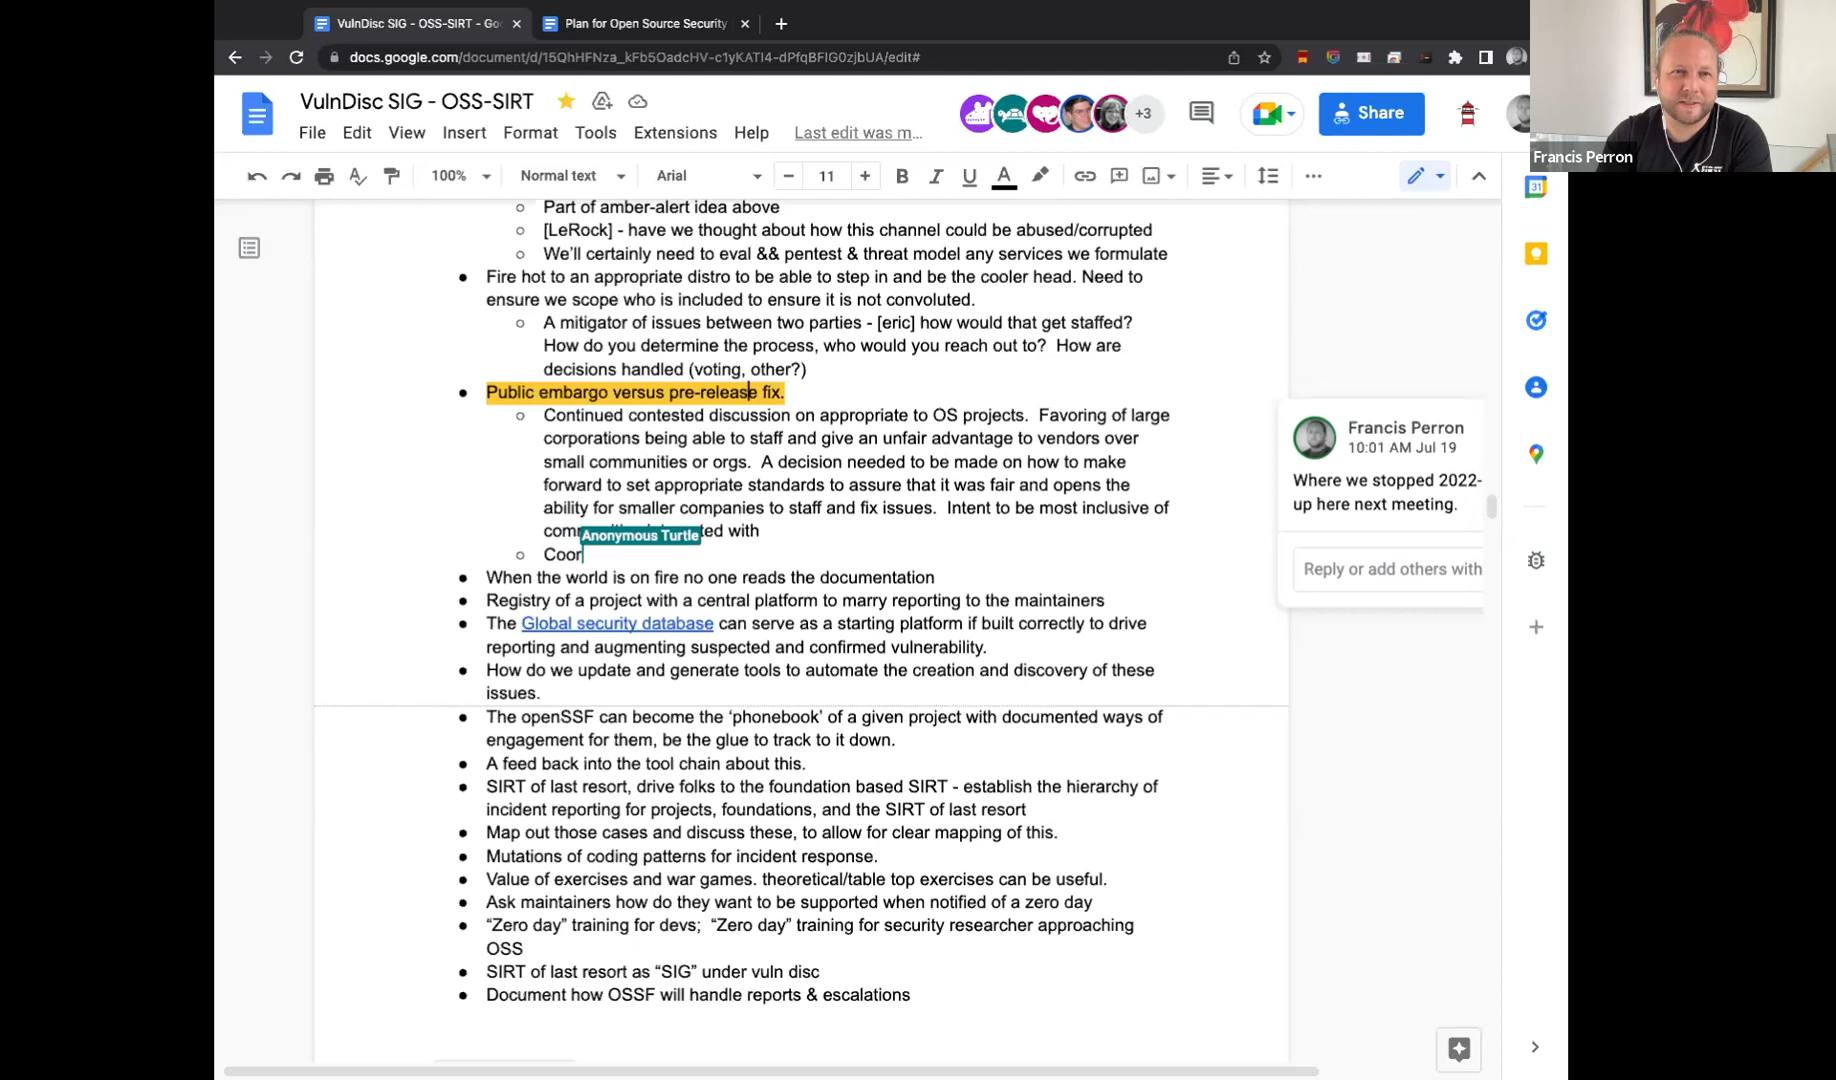 VulnDisc SIG - OSS-SIRT - Goo
Plan for Open Source Security
docs.google.com/document/d/15QhHFNza_kFb5OadcHV-c1yKATI4-dPfqBFIG0zjbUA/edit#
VulnDisc SIG - OSS-SIRT
+3
Share
File Edit View Insert Format Tools Extensions Help Last edit was m...
100% Normal text Arial 11 B I U A
31
Francis Perron
Part of amber-alert idea above
[LeRock] - have we thought about how this channel could be abused/corrupted
We'll certainly need to eval && pentest & threat model any services we formulate
Fire hot to an appropriate distro to be able to step in and be the cooler head. Need to
ensure we scope who is included to ensure it is not convoluted.
A mitigator of issues between two parties - [eric] how would that get staffed?
How do you determine the process, who would you reach out to? How are
decisions handled (voting, other?)
Public embargo versus pre-release fix.
Continued contested discussion on appropriate to OS projects. Favoring of large
corporations being able to staff and give an unfair advantage to vendors over
small communities or orgs. A decision needed to be made on how to make
forward to set appropriate standards to assure that it was fair and opens the
ability for smaller companies to staff and fix issues. Intent to be most inclusive of
with
Anonymous Turtle
Coor
When the world is on fire no one reads the documentation
Registry of a project with a central platform to marry reporting to the maintainers
The Global security database can serve as a starting platform if built correctly to drive
reporting and augmenting suspected and confirmed vulnerability.
How do we update and generate tools to automate the creation and discovery of these
issues.
The openSSF can become the ‘phonebook’ of a given project with documented ways of
engagement for them, be the glue to track to it down.
A feed back into the tool chain about this.
SIRT of last resort, drive folks to the foundation based SIRT - establish the hierarchy of
incident reporting for projects, foundations, and the SIRT of last resort
Map out those cases and discuss these, to allow for clear mapping of this.
Mutations of coding patterns for incident response.
Value of exercises and war games. theoretical/table top exercises can be useful.
Ask maintainers how do they want to be supported when notified of a zero day
“Zero day” training for devs; “Zero day” training for security researcher approaching
OSS
SIRT of last resort as “SIG” under vuln disc
Document how OSSF will handle reports & escalations
Francis Perron
10:01 AM Jul 19
Where we stopped 2022-
up here next meeting.
Reply or add others with